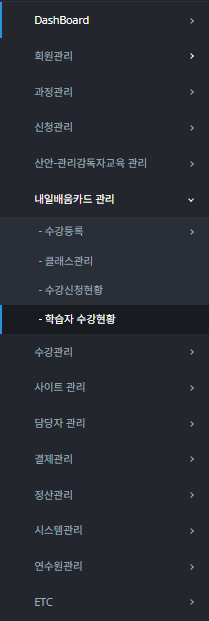 DashBoard
회원관리
과정관리
신청관리
산안-관리감독자교육 관리
내일배움카드 관리
- 수강등록
- 클래스관리
- 수강신청현황
- 학습자 수강현황
수강관리
사이트 관리
담당자 관리
결제관리
정산관리
시스템관리
연수원관리
ETC